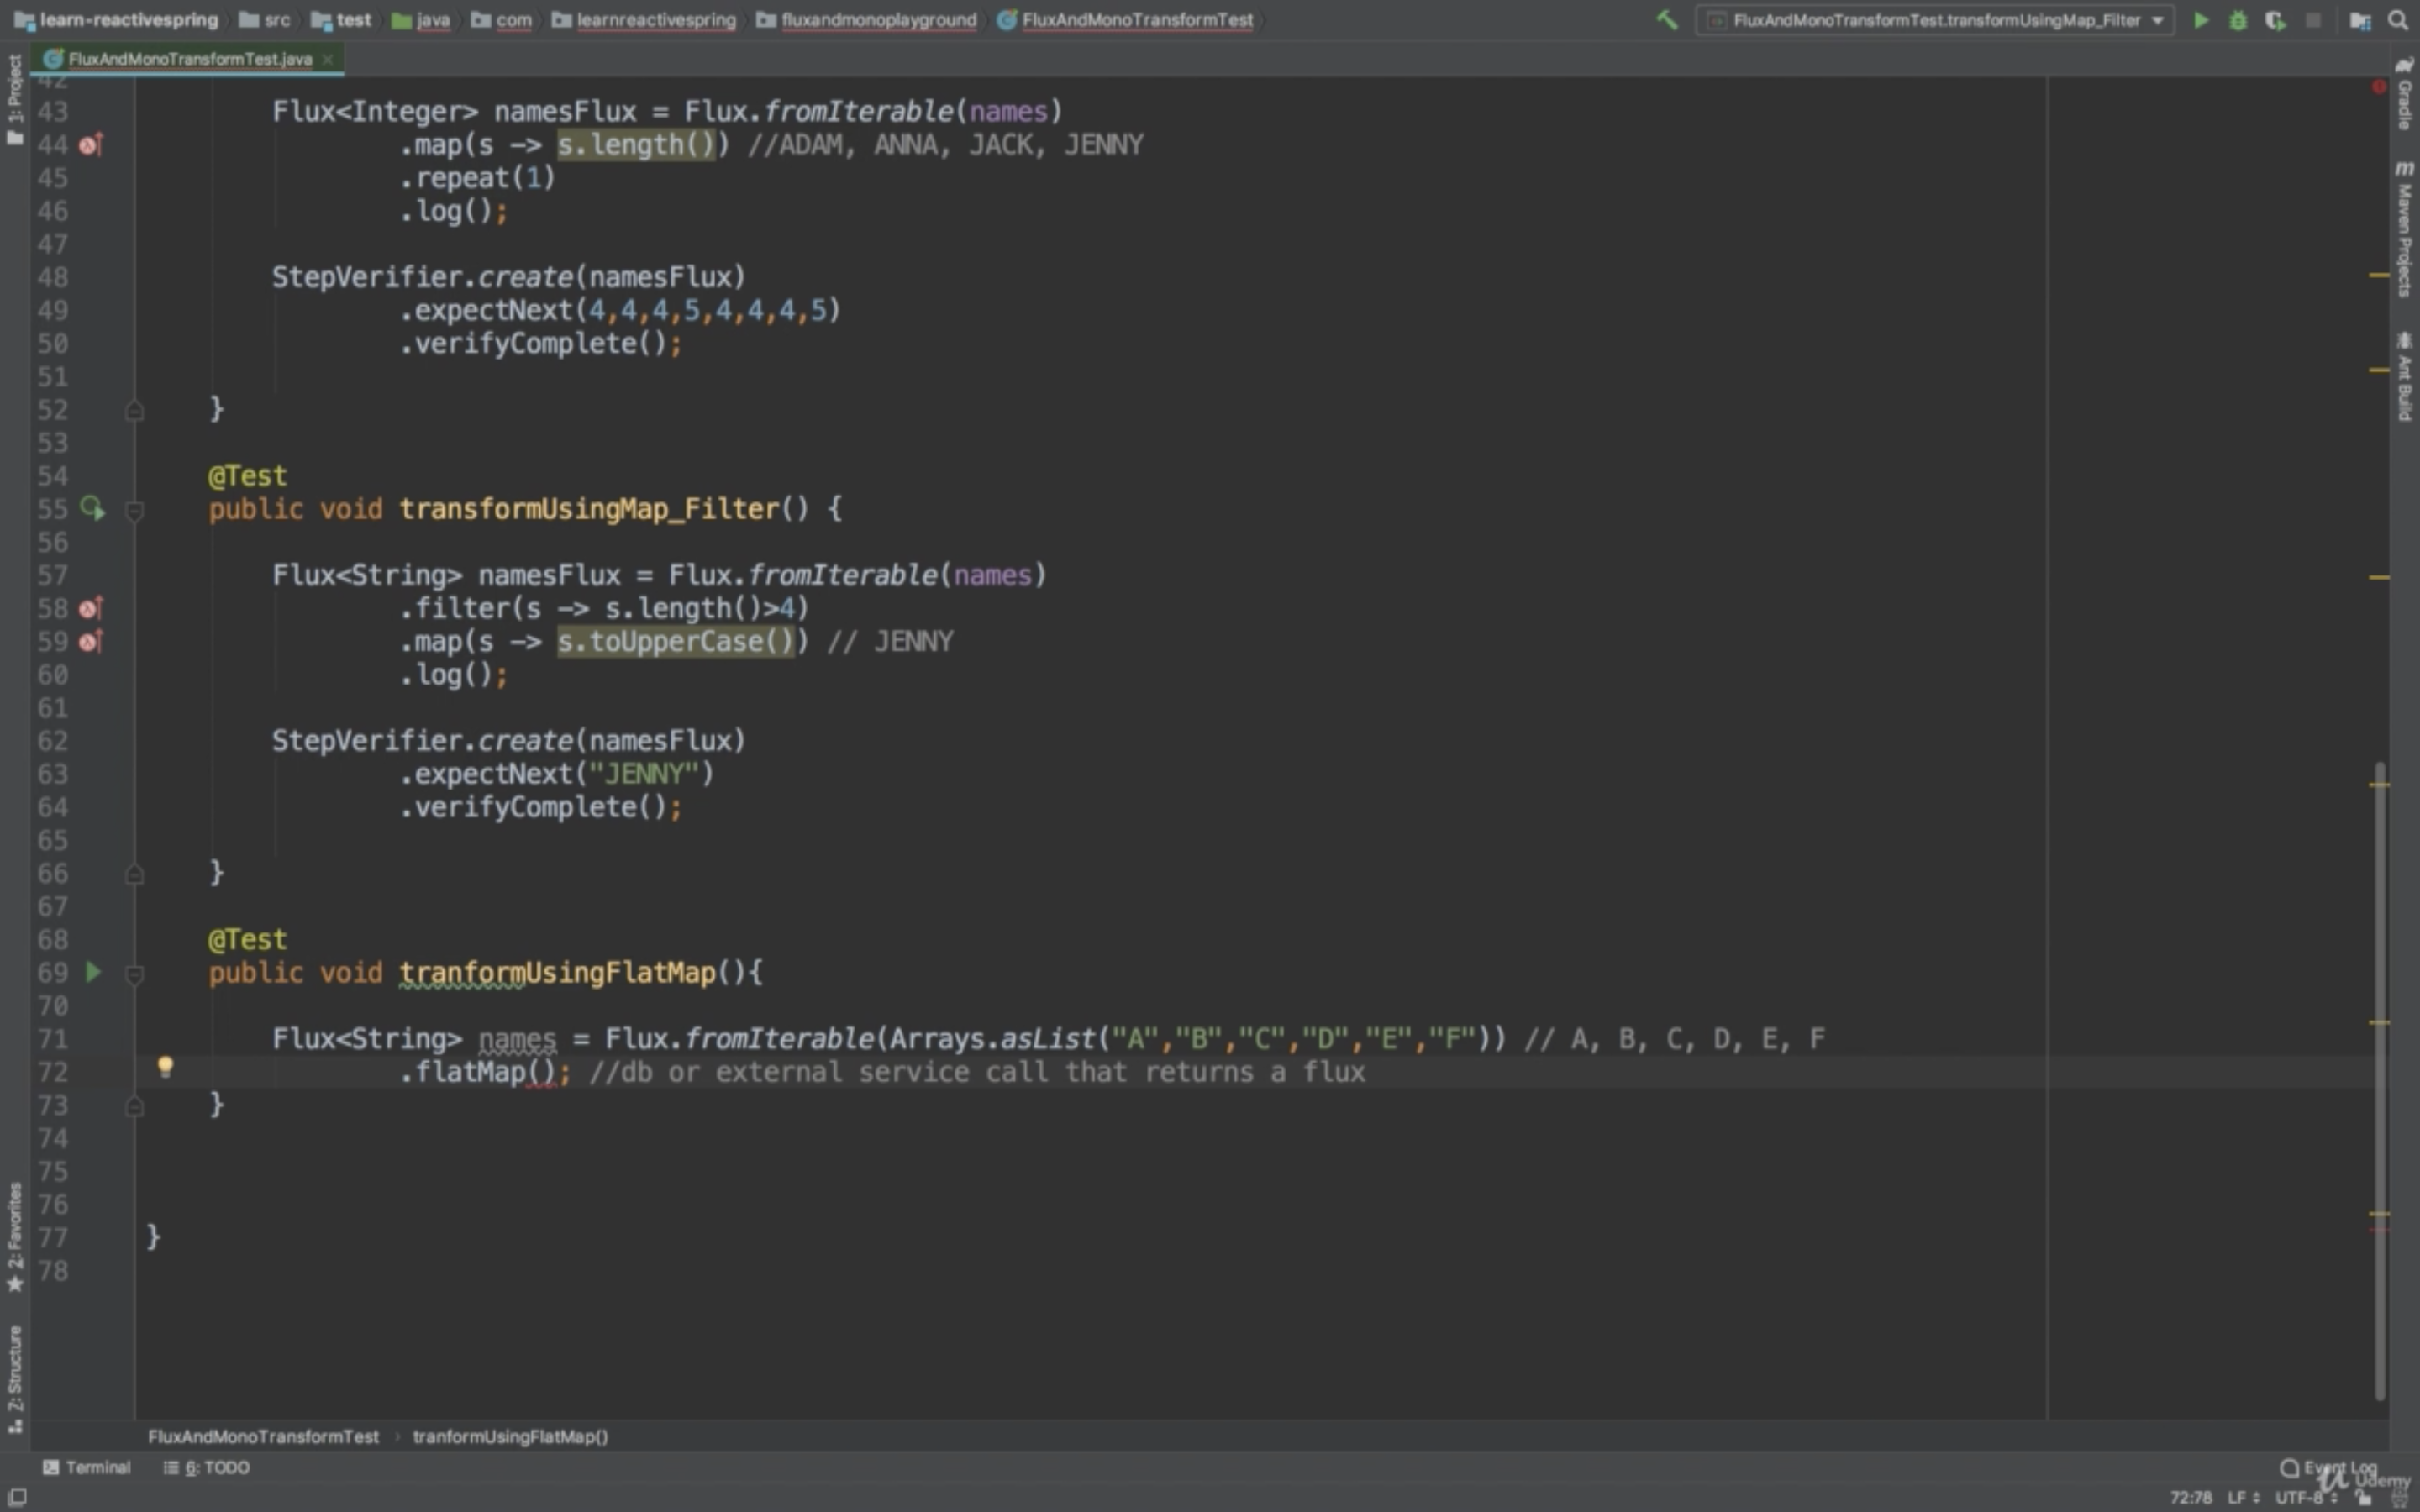 learn-reactivespring src test java com learnreactivespring fluxandmonoplayground FluxAndMonoTransformTest FluxAndMonoTransformTest.transformUsingMap_Filter
FluxAndMonoTransformTest.java
1: Project
Gradle
Maven Projects
Ant Build
42
43 Flux<Integer> namesFlux = Flux.fromIterable(names)
44 .map(s -> s.length()) //ADAM, ANNA, JACK, JENNY
45 .repeat(1)
46 .log();
47
48 StepVerifier.create(namesFlux)
49 .expectNext(4,4,4,5,4,4,4,5)
50 .verifyComplete();
51
52 }
53
54 @Test
55 public void transformUsingMap_Filter() {
56
57 Flux<String> namesFlux = Flux.fromIterable(names)
58 .filter(s -> s.length()>4)
59 .map(s -> s.toUpperCase()) // JENNY
60 .log();
61
62 StepVerifier.create(namesFlux)
63 .expectNext("JENNY")
64 .verifyComplete();
65
66 }
67
68 @Test
69 public void tranformUsingFlatMap(){
70
71 Flux<String> names = Flux.fromIterable(Arrays.asList("A","B","C","D","E","F")) // A, B, C, D, E, F
72 .flatMap(); //db or external service call that returns a flux
73 }
74
75
76
77 }
78
2: Favorites
Z: Structure
FluxAndMonoTransformTest › tranformUsingFlatMap()
Terminal 6: TODO Event Log
Udemy
72:78 LF UTF-8